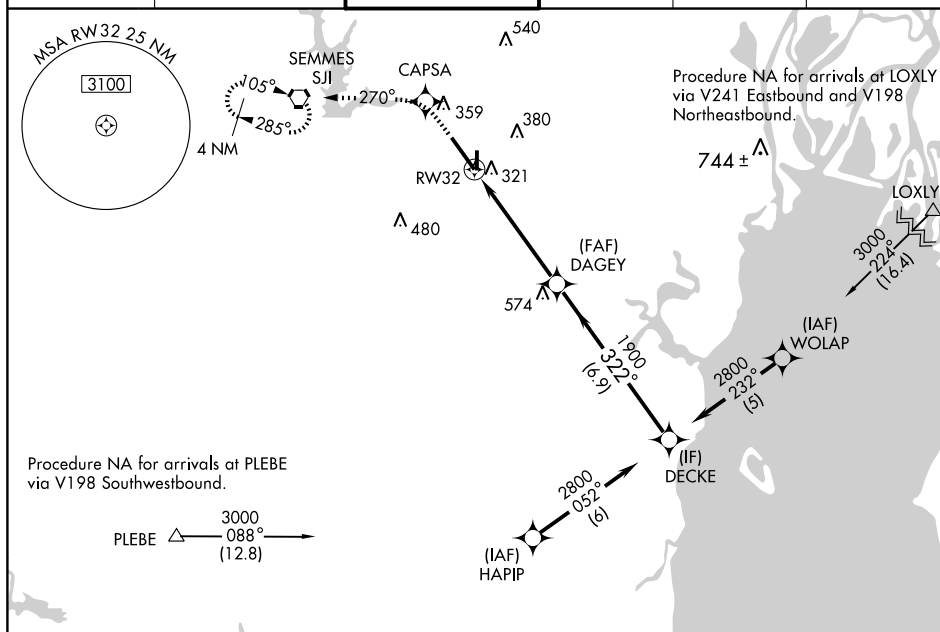 MSA RW32 25 NM
3100
540
SEMMES
SJI
CAPSA
105°
285°
270°
4 NM
359
380
RW32
321
480
Procedure NA for arrivals at LOXLY
via V241 Eastbound and V198
Northeastbound.
744 ±
LOXLY
3000
224°
(16.4)
(FAF)
DAGEY
574
(IAF)
WOLAP
1900
322°
(6.9)
2800
232°
(5)
(IF)
DECKE
Procedure NA for arrivals at PLEBE
via V198 Southwestbound.
PLEBE
3000
088°
(12.8)
2800
052°
(6)
(IAF)
HAPIP